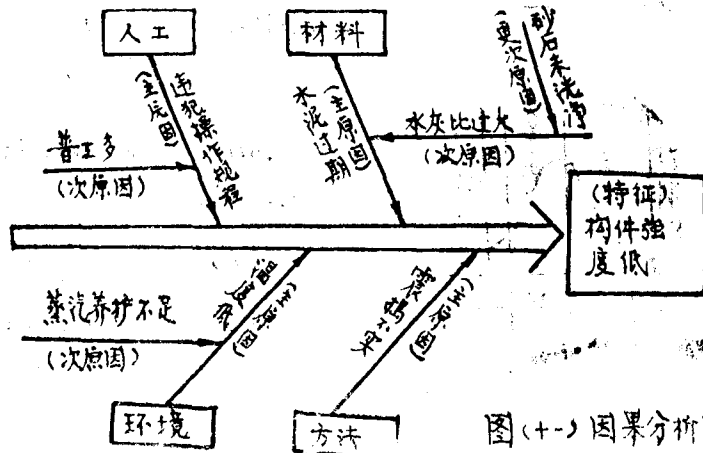 人工
材料
砂石未洗净
(更次原因)
违犯操作规程
(主原因)
(主原因)
水泥过期
水灰比过大
(次原因)
普工多
(次原因)
(特征)
构件强
度低
温度低
(主原因)
震捣不实
(主原因)
蒸汽养护不足
(次原因)
环境
方法
图(十一)因果分析